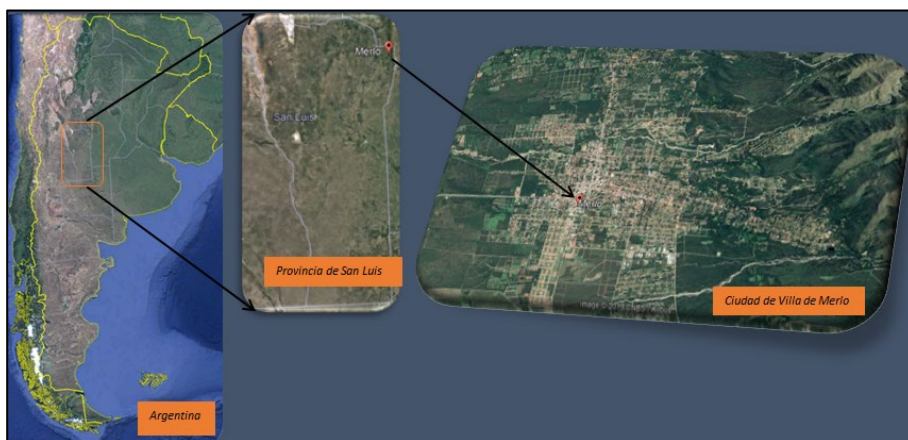 Merlo
San Luis
Merlo
Provincia de San Luis
Ciudad de Villa de Merlo
Argentina